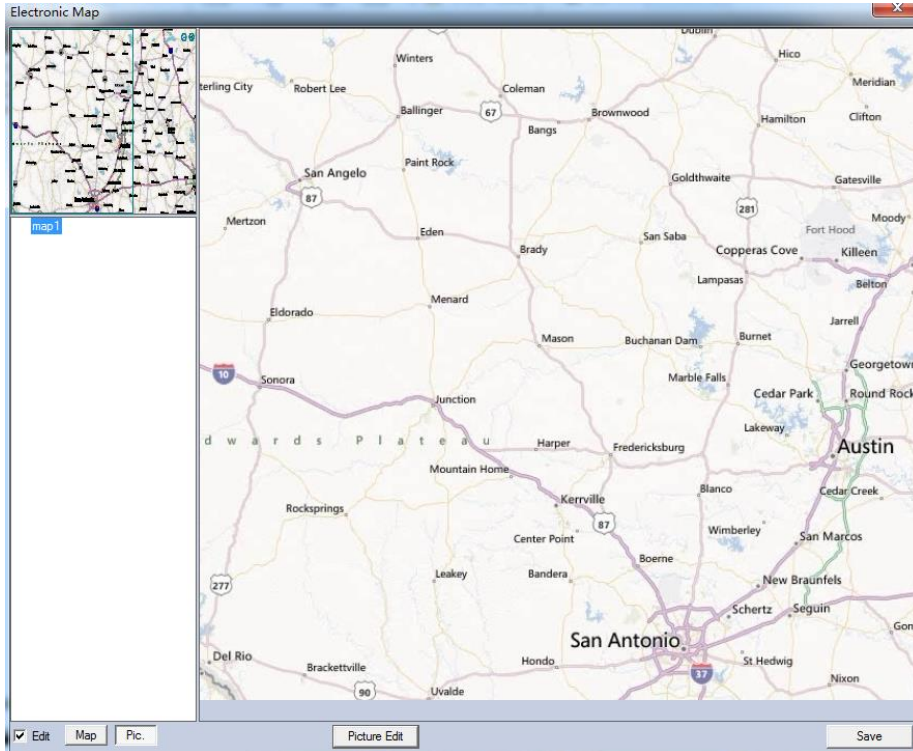 Electronic Map
Dublin
Hico
Winters
Meridian
terling City
Robert Lee
Coleman
Ballinger
67
Brownwood
Clifton
Bangs
Hamilton
Paint Rock
San Angelo
Goldthwaite
Gatesville
87
281
Moody
Mertzon
Fort Hood
map1
Eden
San Saba
Brady
Copperas Cove
Killeen
Lampasas
Belton
Menard
Eldorado
Jarrell
Mason
Buchanan Dam
Burnet
Georgetown
10
Sonora
Marble Falls
Cedar Park
Round Rock
Junction
Lakeway
dwards Plateau
Harper
Fredericksburg
Austin
Mountain Home
Blanco
Cedar Creek
Kerrville
Rocksprings
87
Wimberley
Center Point
San Marcos
Boerne
Leakey
Bandera
New Braunfels
277
Schertz
Seguin
Gon
San Antonio
Del Rio
Hondo
St Hedwig
Brackettville
37
Nixon
90
Uvalde
Edit
Map
Pic.
Picture Edit
Save